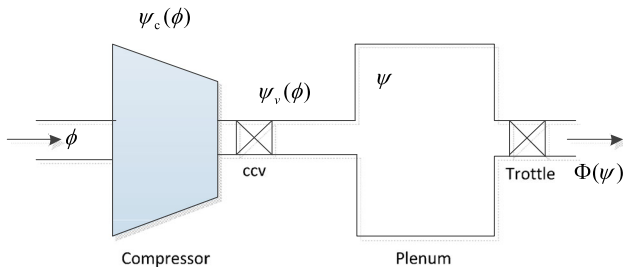 ψc(ϕ)
ψv(ϕ)
ψ
ϕ
ccv
Trottle
Φ(ψ)
Compressor
Plenum